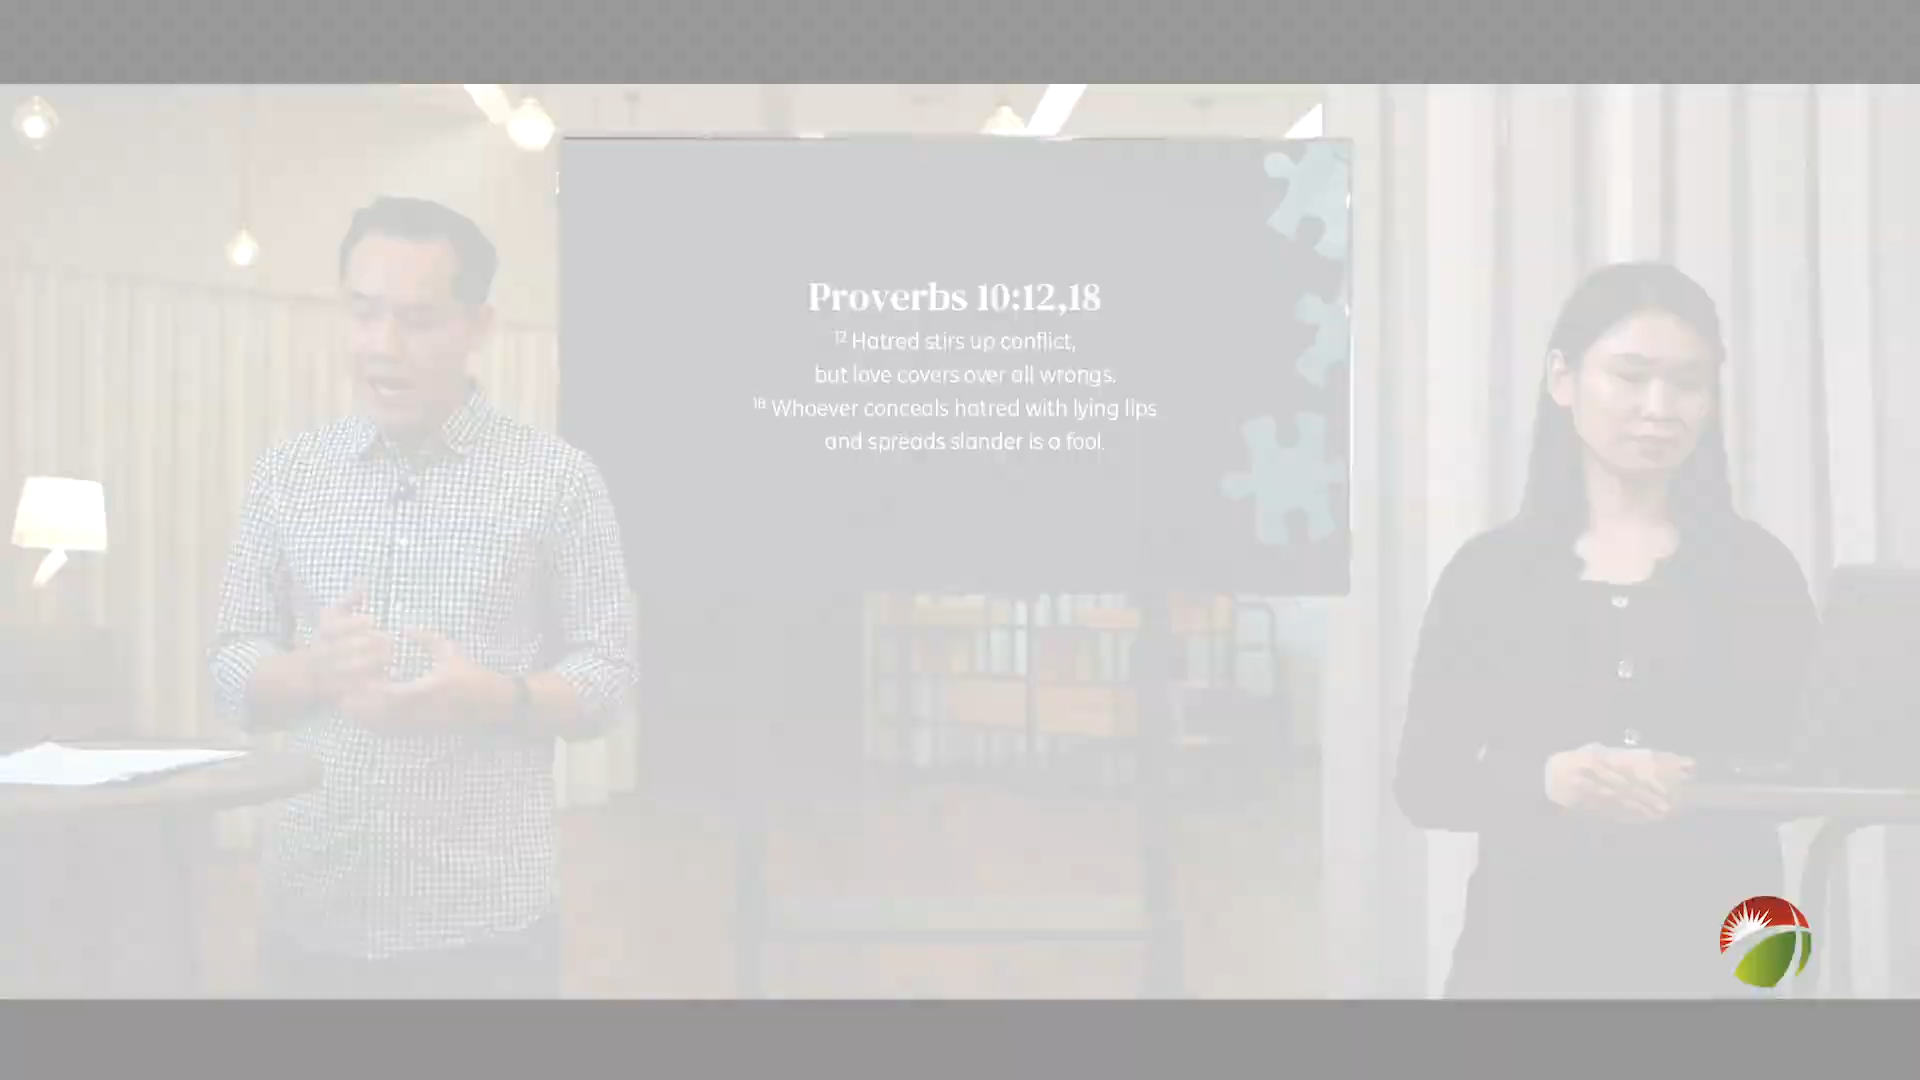 Proverbs 10:12,18
12 Hatred stirs up conflict,
but love covers over all wrongs.
18 Whoever conceals hatred with lying lips
and spreads slander is a fool.